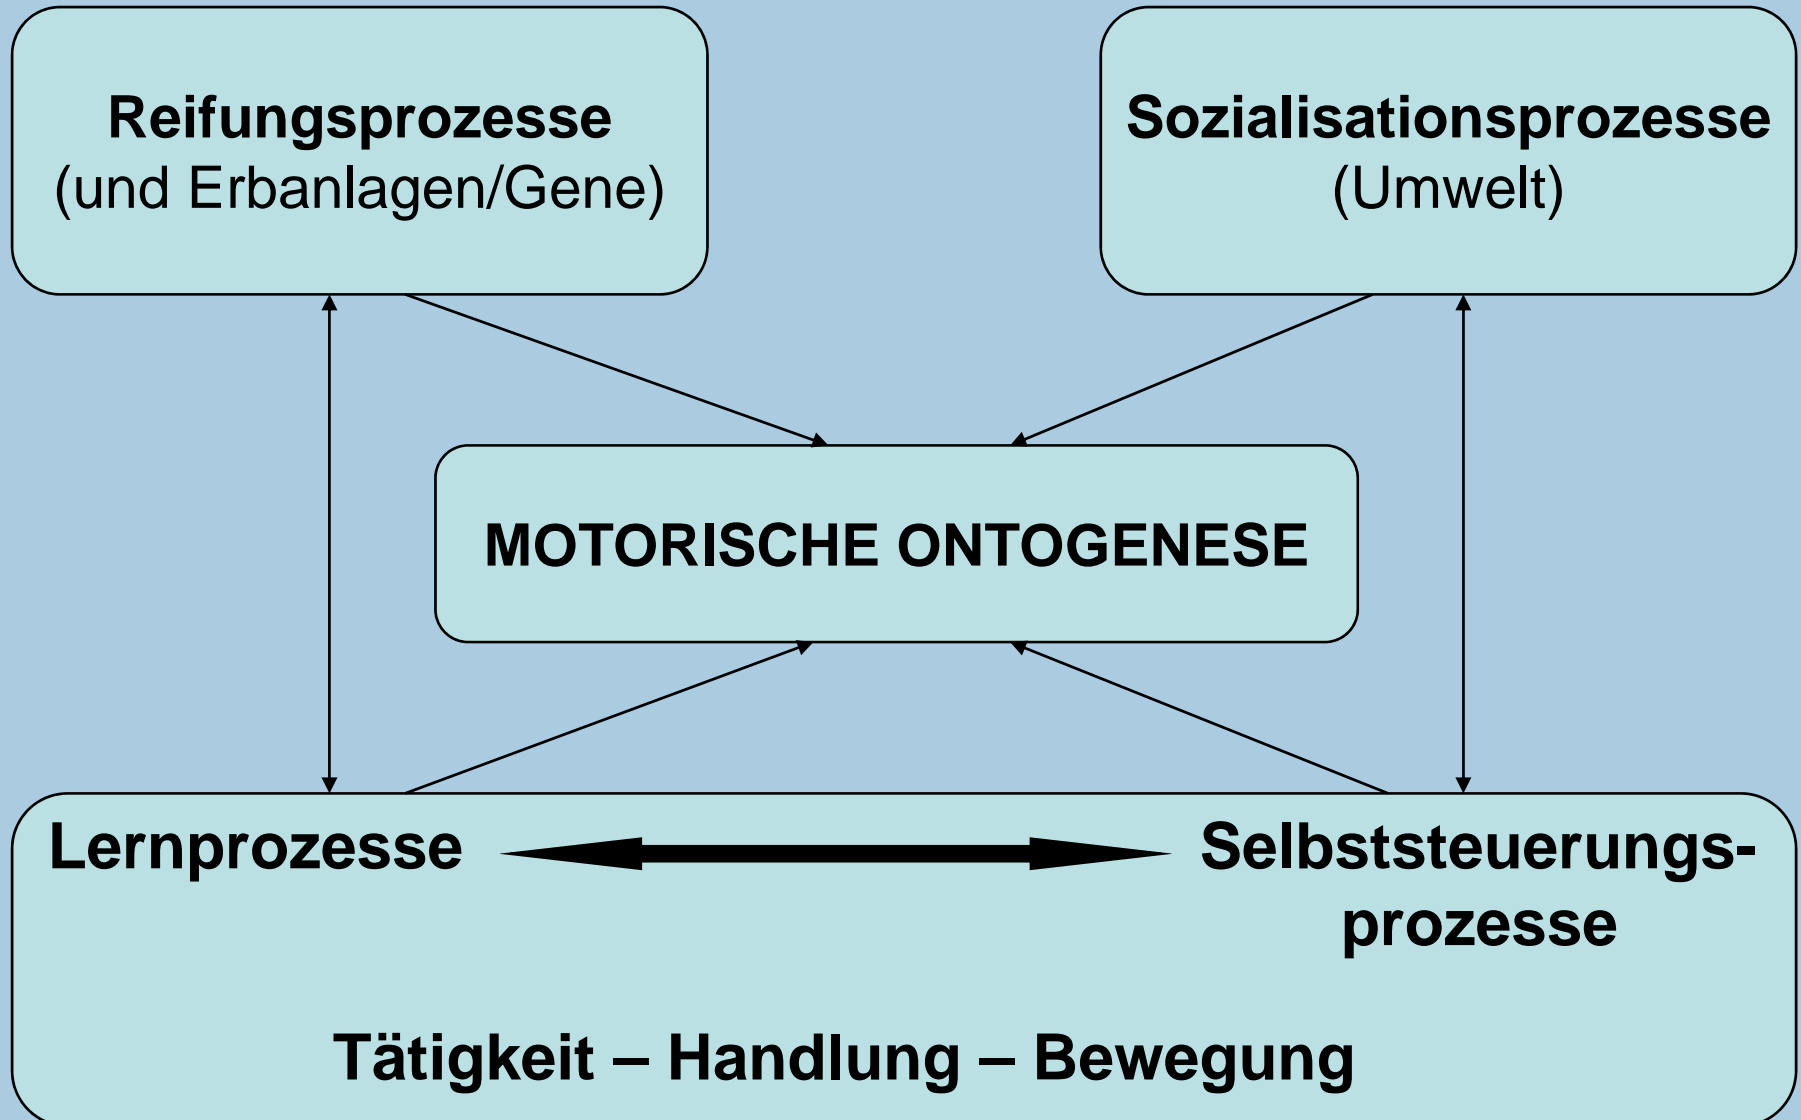 Reifungsprozesse
(und Erbanlagen/Gene)
Sozialisationsprozesse
(Umwelt)
MOTORISCHE ONTOGENESE
Lernprozesse
Selbststeuerungs-
prozesse
Tätigkeit – Handlung – Bewegung